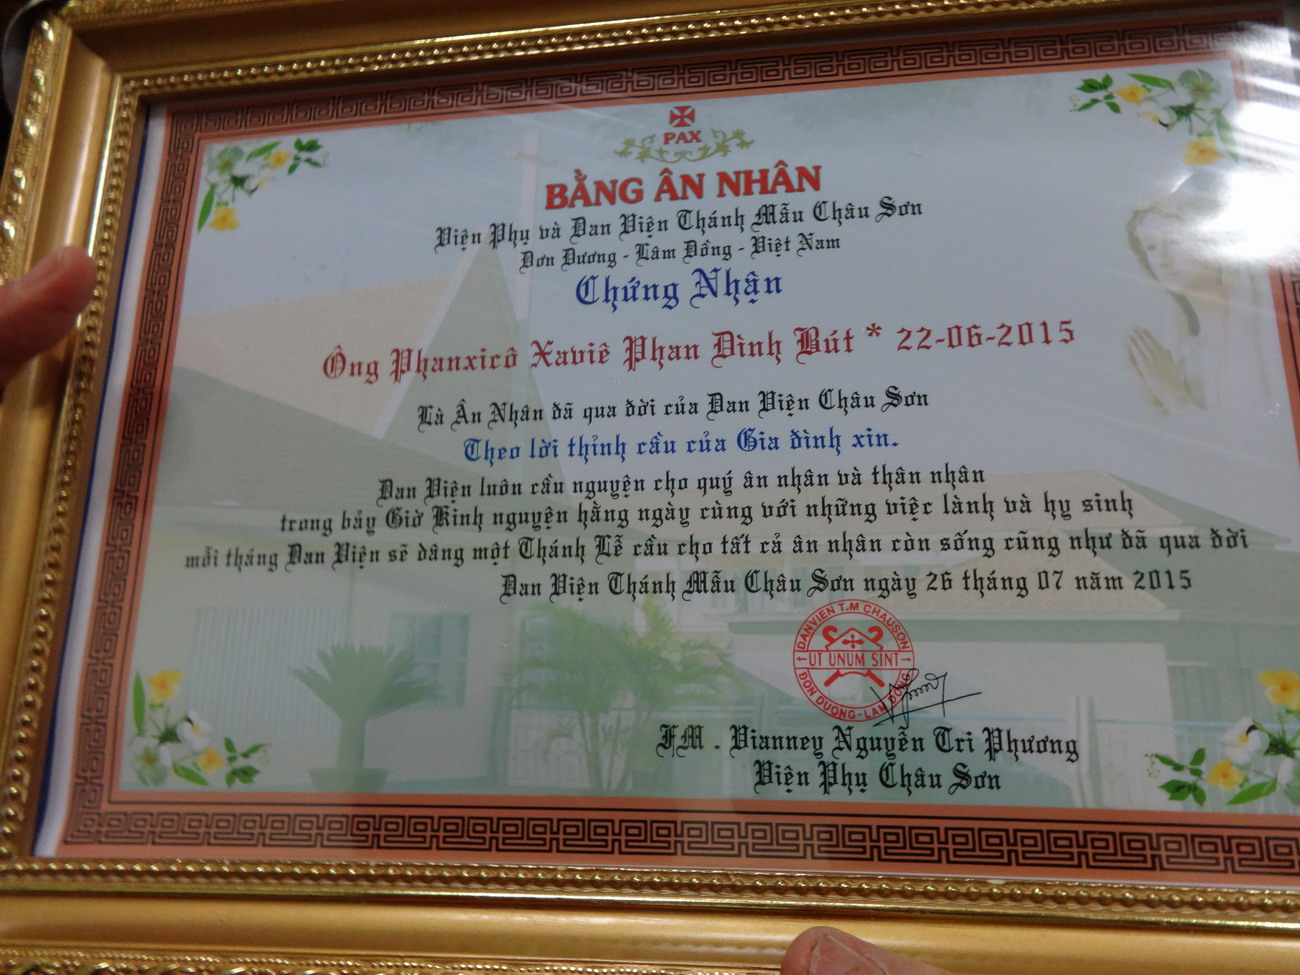 PAX
BẰNG ÂN NHÂN
Viện Phụ và Đan Viện Thánh Mẫu Châu Sơn
Đơn Dương - Lâm Đồng - Việt Nam
Chứng Nhận
Ông Phanxicô Xaviê Phan Đình Bút * 22-06-2015
Là Ân Nhân đã qua đời của Đan Viện Châu Sơn
Theo lời thỉnh cầu của Gia đình xin.
Đan Viện luôn cầu nguyện cho quý ân nhân và thân nhân
trong bảy Giờ Kinh nguyện hằng ngày cùng với những việc lành và hy sinh
mỗi tháng Đan Viện sẽ dâng một Thánh Lễ cầu cho tất cả ân nhân còn sống cũng như đã qua đời
Đan Viện Thánh Mẫu Châu Sơn ngày 26 tháng 07 năm 2015
DANVIEN T.M CHAUSON
UT UNUM SINT
ĐON DUONG-LAM ĐONG
FM . Vianney Nguyễn Tri Phương
Viện Phụ Châu Sơn